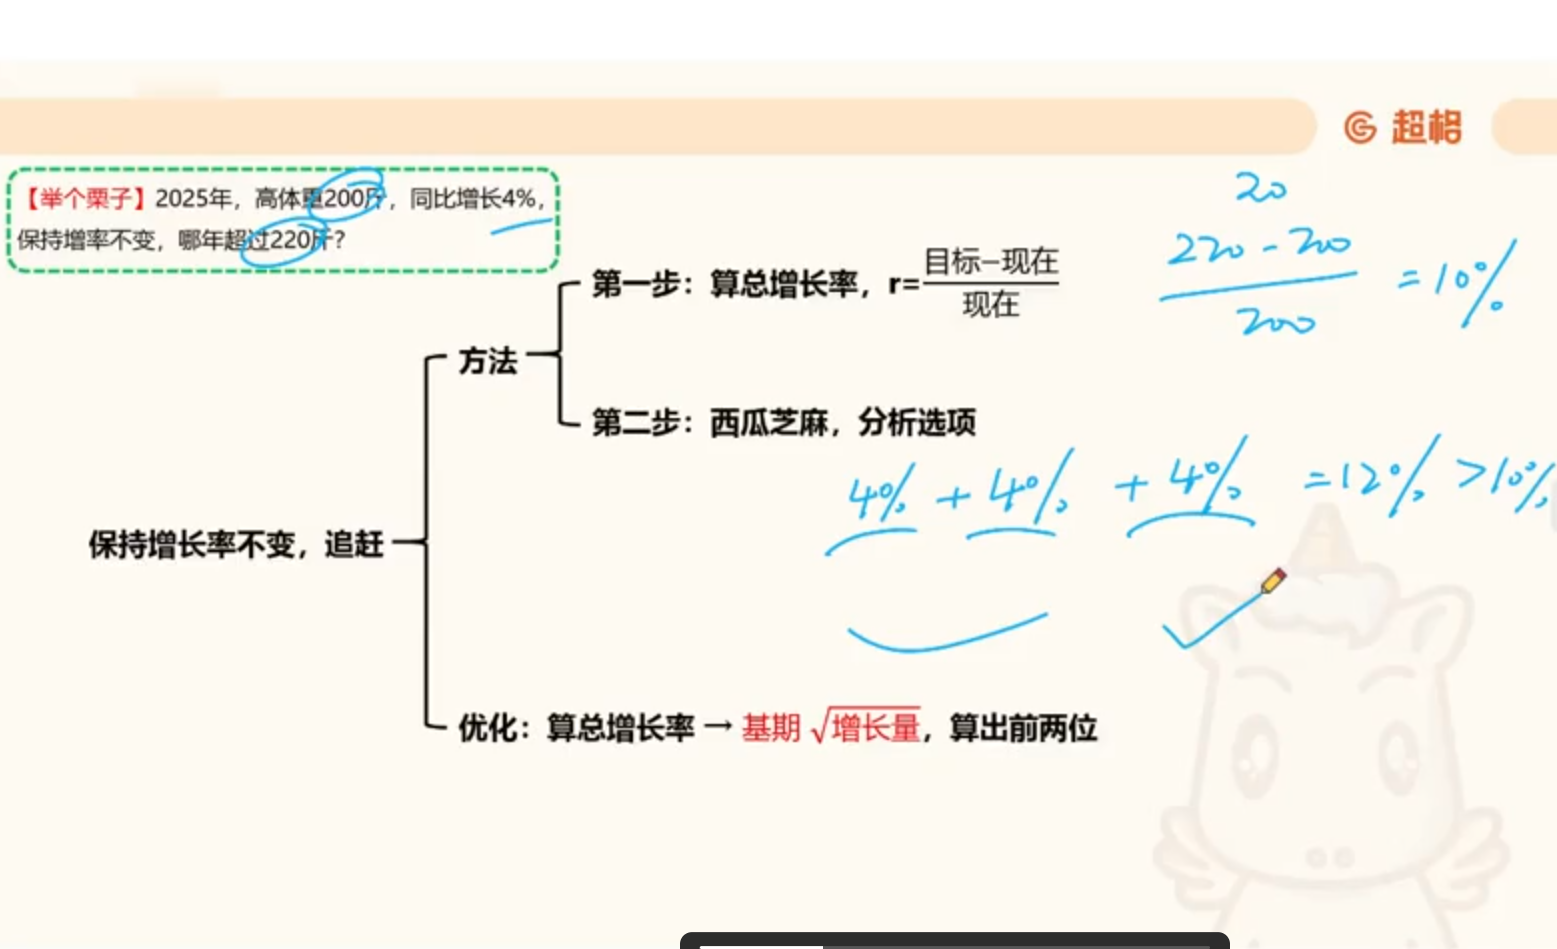 超格
【举个栗子】2025年，高体重200斤，同比增长4%，
保持增率不变，哪年超过220斤？
第一步：算总增长率，r=目标−现在/现在
20
220-200
200
=10%
方法
第二步：西瓜芝麻，分析选项
4%+4%+4%=12%>10%
保持增长率不变，追赶
优化：算总增长率→基期√增长量，算出前两位